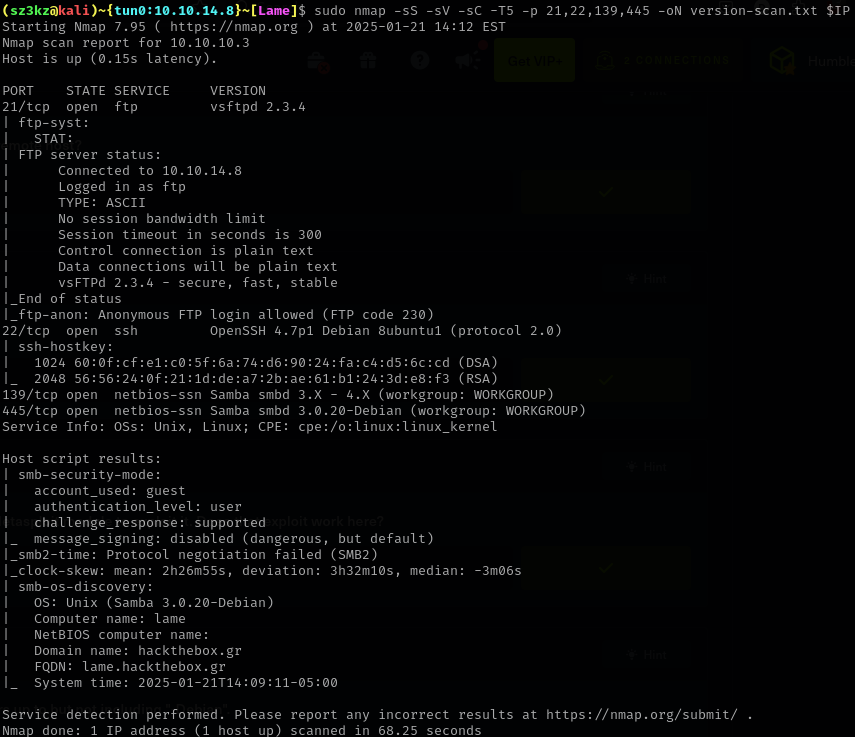 (sz3kz@kali)~{tun0:10.10.14.8}~[Lame]$ sudo nmap -sS -sV -sC -T5 -p 21,22,139,445 -oN version-scan.txt $IP
Starting Nmap 7.95 ( https://nmap.org ) at 2025-01-21 14:12 EST
Nmap scan report for 10.10.10.3
Host is up (0.15s latency).

PORT    STATE SERVICE     VERSION
21/tcp  open  ftp         vsftpd 2.3.4
| ftp-syst:
|   STAT:
| FTP server status:
|      Connected to 10.10.14.8
|      Logged in as ftp
|      TYPE: ASCII
|      No session bandwidth limit
|      Session timeout in seconds is 300
|      Control connection is plain text
|      Data connections will be plain text
|      vsFTPd 2.3.4 - secure, fast, stable
|_End of status
|_ftp-anon: Anonymous FTP login allowed (FTP code 230)
22/tcp  open  ssh         OpenSSH 4.7p1 Debian 8ubuntu1 (protocol 2.0)
| ssh-hostkey:
|   1024 60:0f:cf:e1:c0:5f:6a:74:d6:90:24:fa:c4:d5:6c:cd (DSA)
|_  2048 56:56:24:0f:21:1d:de:a7:2b:ae:61:b1:24:3d:e8:f3 (RSA)
139/tcp open  netbios-ssn Samba smbd 3.X - 4.X (workgroup: WORKGROUP)
445/tcp open  netbios-ssn Samba smbd 3.0.20-Debian (workgroup: WORKGROUP)
Service Info: OSs: Unix, Linux; CPE: cpe:/o:linux:linux_kernel

Host script results:
| smb-security-mode:
|   account_used: guest
|   authentication_level: user
|   challenge_response: supported
|_  message_signing: disabled (dangerous, but default)
|_smb2-time: Protocol negotiation failed (SMB2)
|_clock-skew: mean: 2h26m55s, deviation: 3h32m10s, median: -3m06s
| smb-os-discovery:
|   OS: Unix (Samba 3.0.20-Debian)
|   Computer name: lame
|   NetBIOS computer name:
|   Domain name: hackthebox.gr
|   FQDN: lame.hackthebox.gr
|_  System time: 2025-01-21T14:09:11-05:00

Service detection performed. Please report any incorrect results at https://nmap.org/submit/ .
Nmap done: 1 IP address (1 host up) scanned in 68.25 seconds
Get VIP+
CONNECTIONS
Humble
Hint
Hint
Hint
exploit work here?